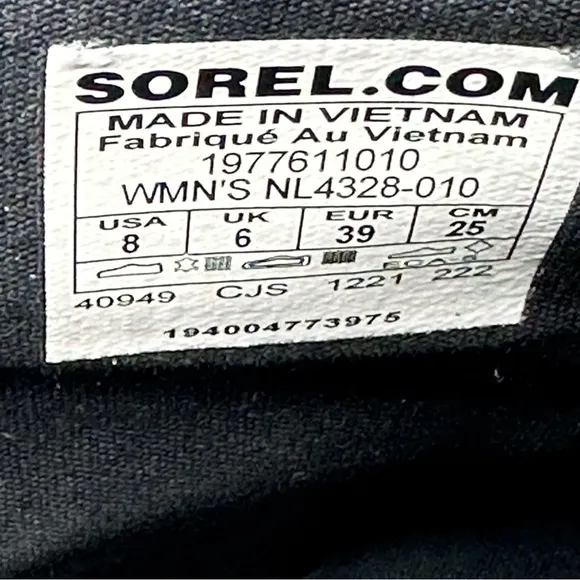 SOREL.COM
MADE IN VIETNAM
Fabriqué Au Vietnam
1977611010
WMN'S NL4328-010
USA UK EUR CM
8 6 39 25
ECA
40949 CJS 1221 222
194004773975